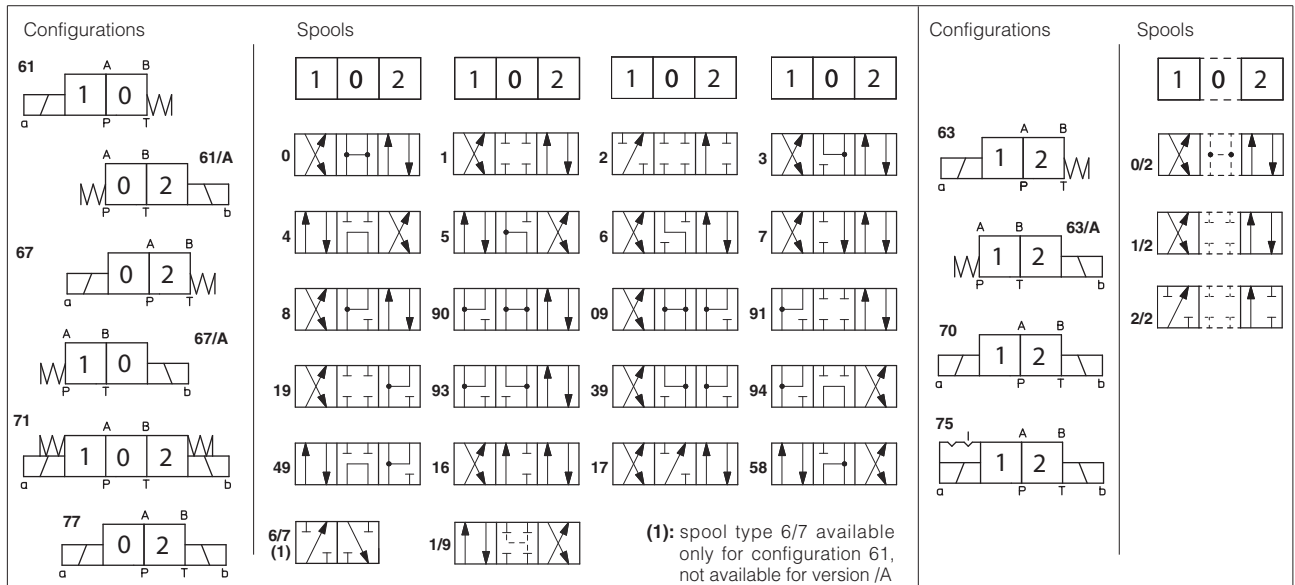 Configurations
Spools
Configurations
Spools
61
A B
1 0
a P T
A B 61/A
0 2
P T b
67
A B
0 2
a P T
67/A
A B
1 0
P T b
71
A B
1 0 2
a P T b
77
A B
0 2
a P T b
1 0 2
1 0 2
1 0 2
1 0 2
0
1
2
3
4
5
6
7
8
90
09
91
19
93
39
94
49
16
17
58
6/7
(1)
1/9
(1): spool type 6/7 available
only for configuration 61,
not available for version /A
63
A B
1 2
a P T
A B 63/A
1 2
P T b
70
A B
1 2
a P T b
75
A B
1 2
a P T b
1 0 2
0/2
1/2
2/2